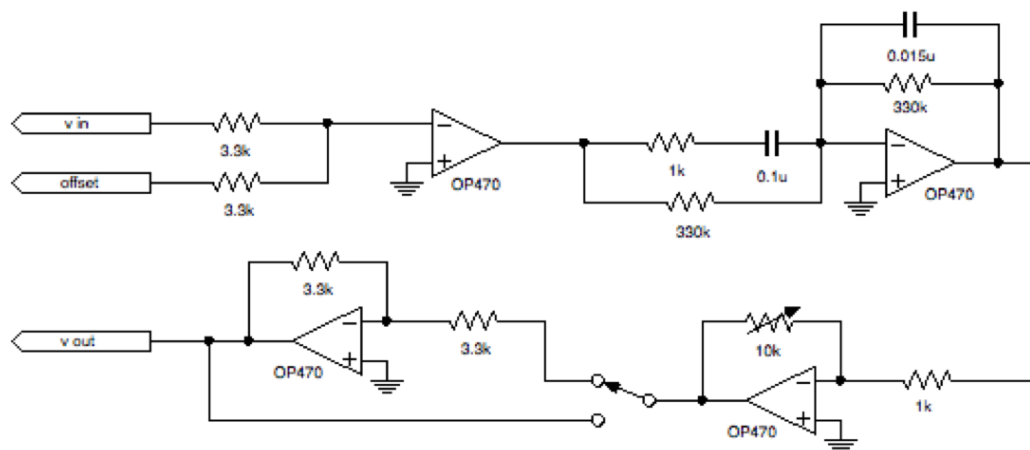 0.015u
330k
v in
3.3k
−
+
OP470
1k
0.1u
−
+
OP470
offset
3.3k
330k
3.3k
v out
−
+
OP470
3.3k
10k
−
+
OP470
1k